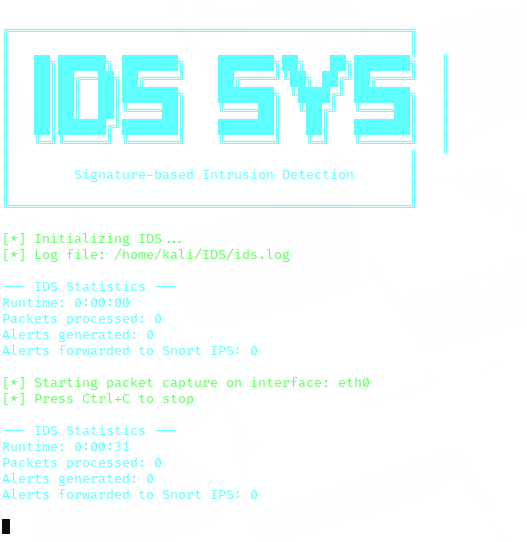 IDS SYS
Signature-based Intrusion Detection
[*] Initializing IDS...
[*] Log file: /home/kali/IDS/ids.log
--- IDS Statistics ---
Runtime: 0:00:00
Packets processed: 0
Alerts generated: 0
Alerts forwarded to Snort IPS: 0
[*] Starting packet capture on interface: eth0
[*] Press Ctrl+C to stop
--- IDS Statistics ---
Runtime: 0:00:31
Packets processed: 0
Alerts generated: 0
Alerts forwarded to Snort IPS: 0